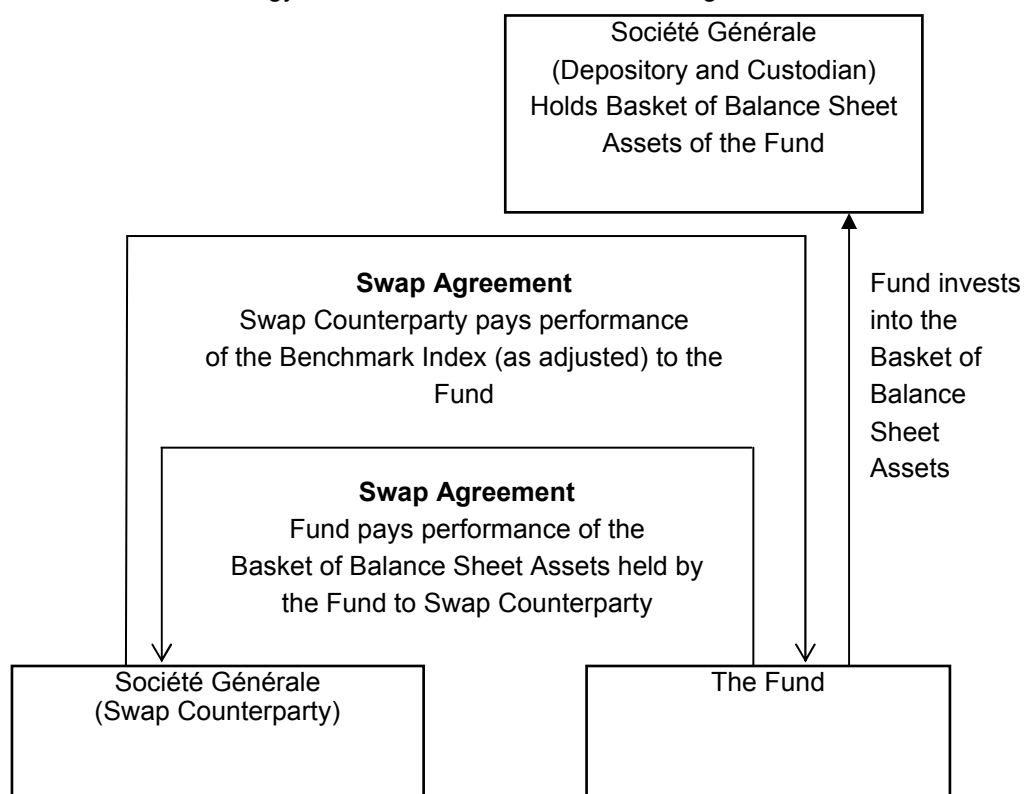 Société Générale
(Depository and Custodian)
Holds Basket of Balance Sheet
Assets of the Fund
Swap Agreement
Swap Counterparty pays performance
of the Benchmark Index (as adjusted) to the
Fund
Fund invests
into the
Basket of
Balance
Sheet
Assets
Swap Agreement
Fund pays performance of the
Basket of Balance Sheet Assets held by
the Fund to Swap Counterparty
Société Générale
(Swap Counterparty)
The Fund